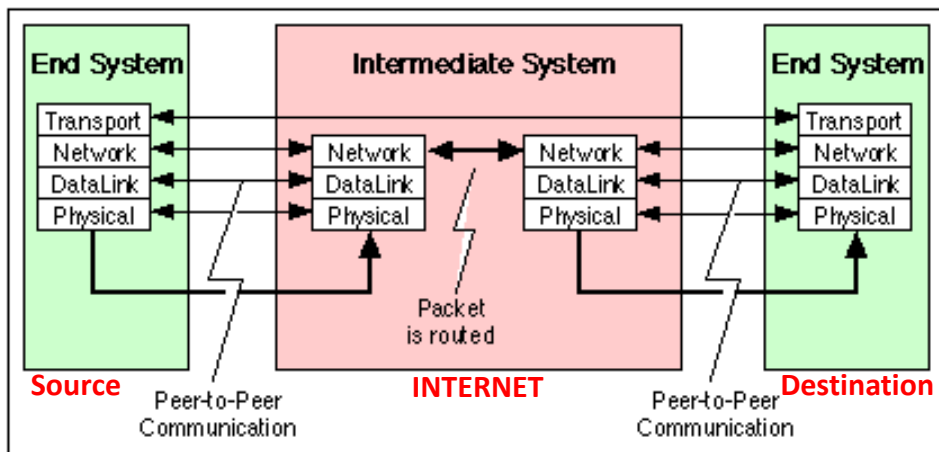 End System
Intermediate System
End System
Transport
Network
DataLink
Physical
Network
DataLink
Physical
Network
DataLink
Physical
Transport
Network
DataLink
Physical
Packet
is routed
Source
INTERNET
Destination
Peer-to-Peer
Communication
Peer-to-Peer
Communication